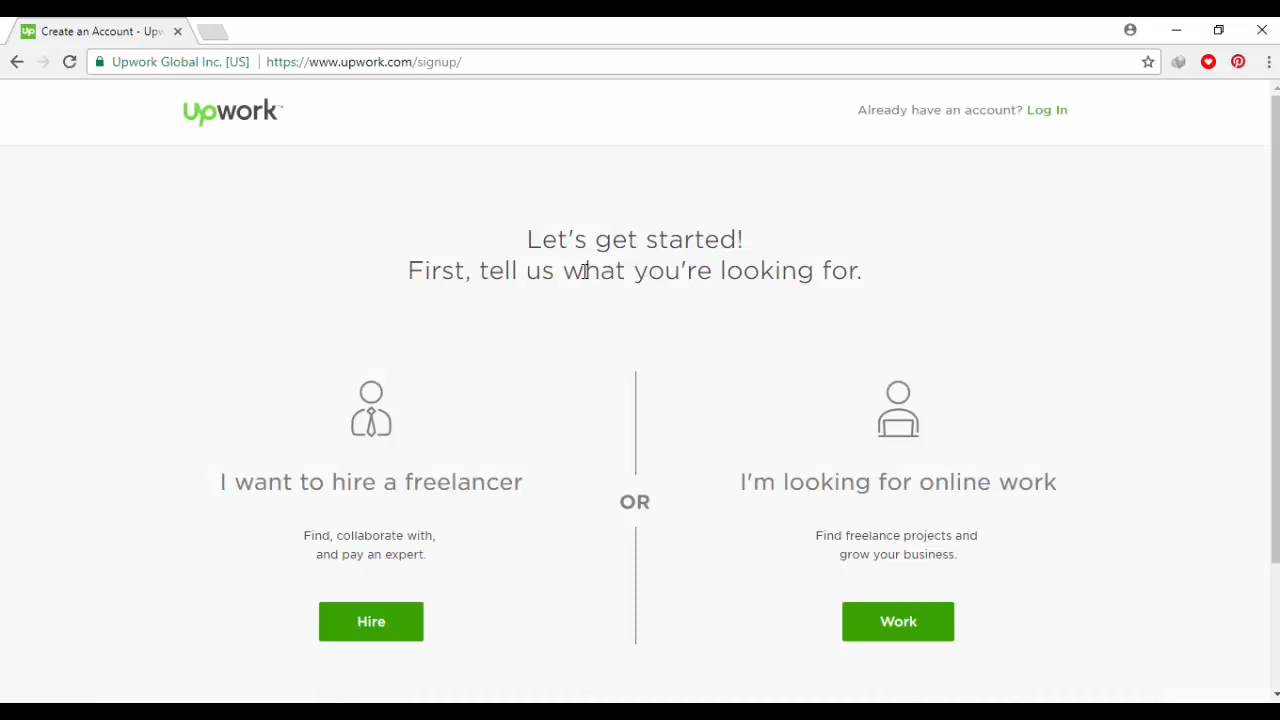 Create an Account - Upw
Upwork Global Inc. [US] https://www.upwork.com/signup/
Upwork™
Already have an account? Log In
Let's get started!
First, tell us what you're looking for.
I want to hire a freelancer
Find, collaborate with,
and pay an expert.
Hire
OR
I'm looking for online work
Find freelance projects and
grow your business.
Work